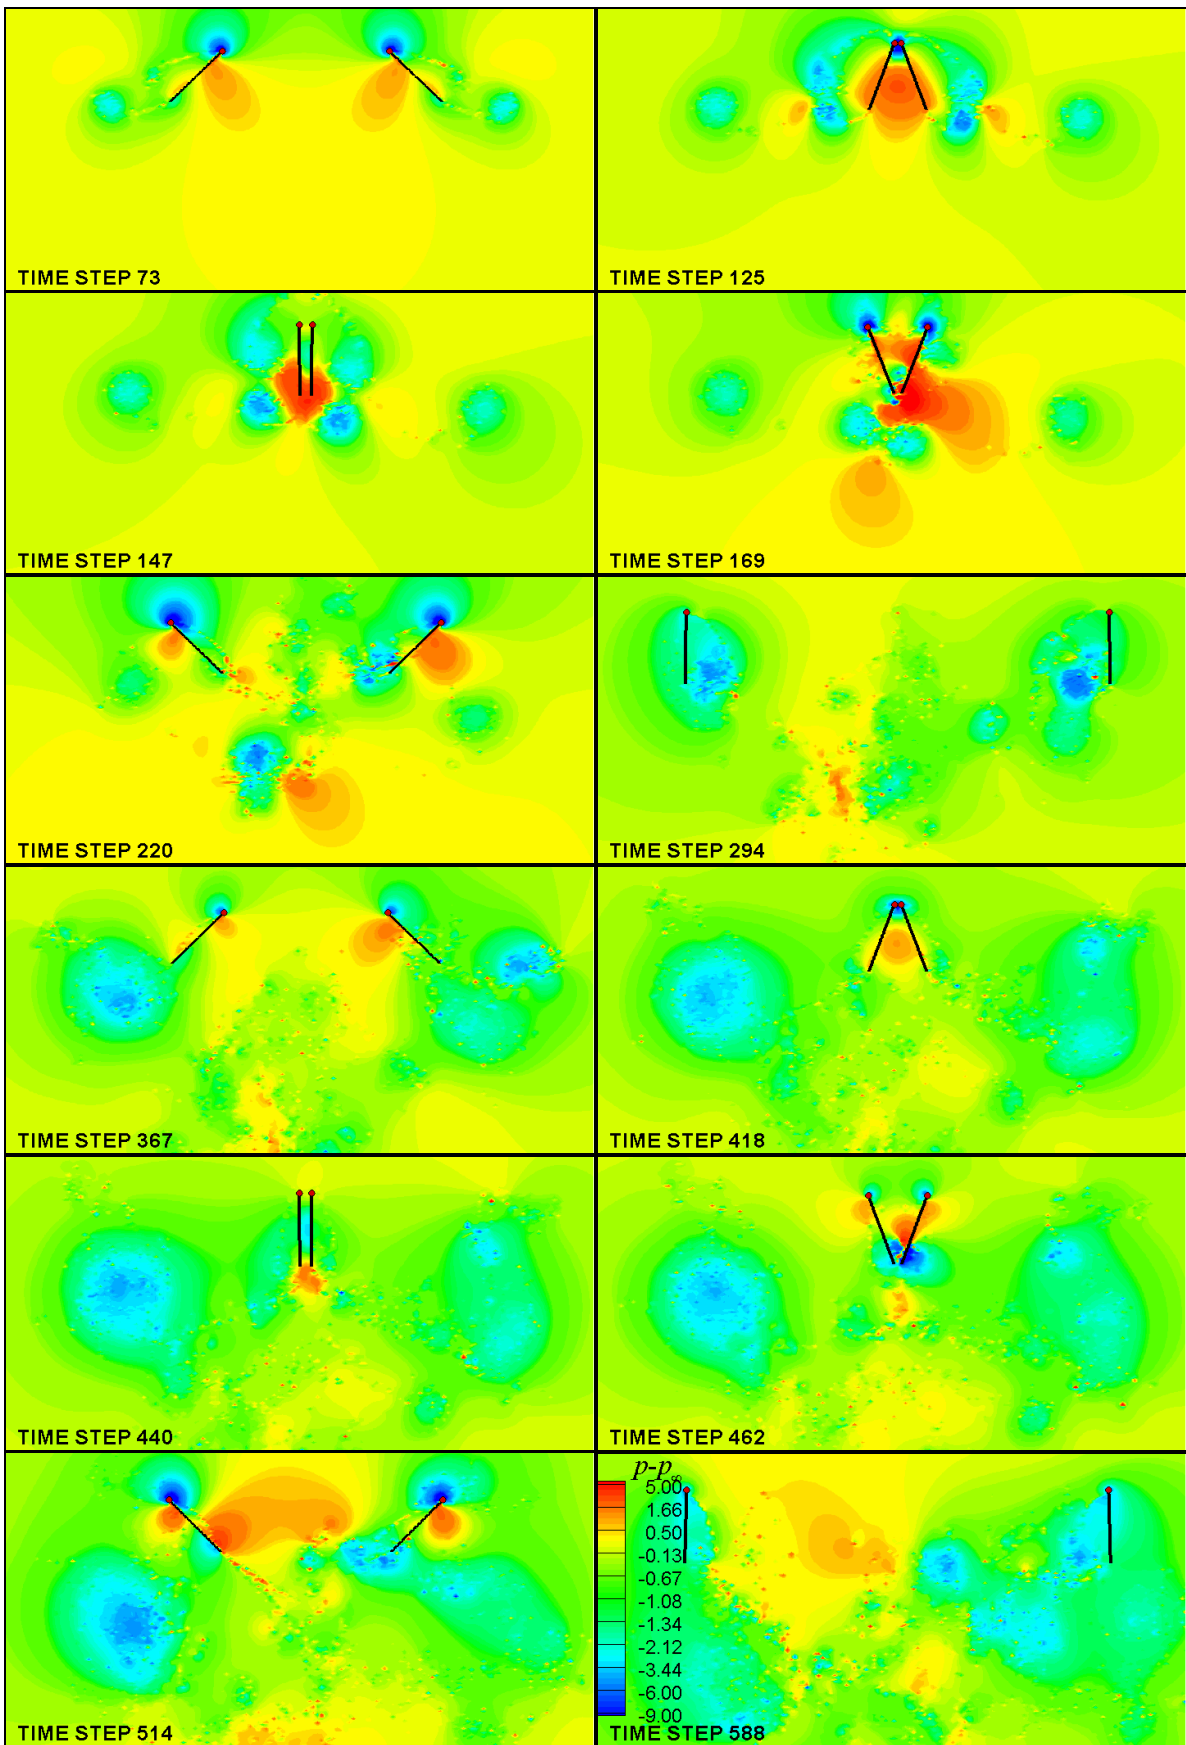 TIME STEP 73
TIME STEP 125
TIME STEP 147
TIME STEP 169
TIME STEP 220
TIME STEP 294
TIME STEP 367
TIME STEP 418
TIME STEP 440
TIME STEP 462
TIME STEP 514
p-p∞
5.00
1.66
0.50
-0.13
-0.67
-1.08
-1.34
-2.12
-3.44
-6.00
-9.00
TIME STEP 588